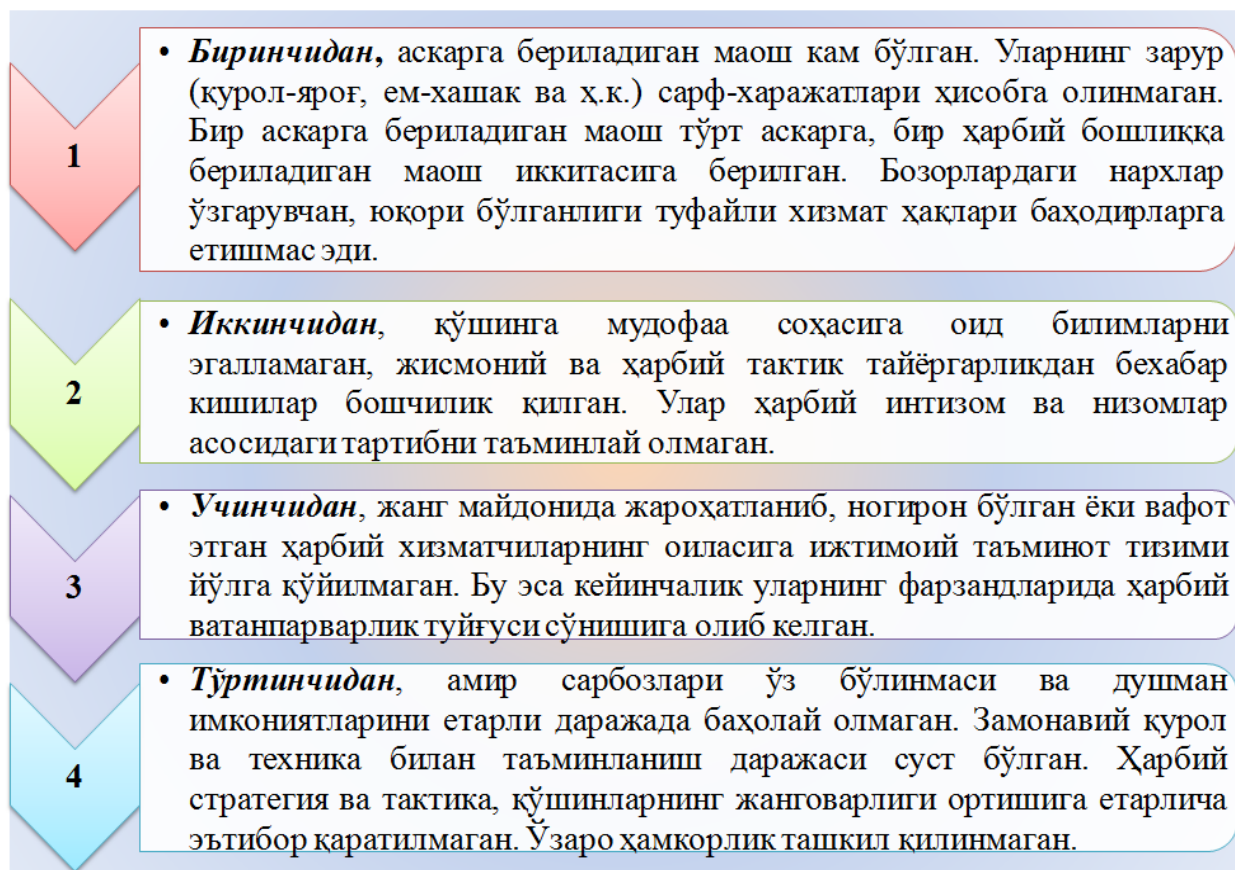 1
• Биринчидан, аскарга бериладиган маош кам бўлган. Уларнинг зарур
(қурол-яроғ, ем-хашак ва ҳ.к.) сарф-харажатлари ҳисобга олинмаган.
Бир аскарга бериладиган маош тўрт аскарга, бир ҳарбий бошлиққа
бериладиган маош иккитасига берилган. Бозорлардаги нархлар
ўзгарувчан, юқори бўлганлиги туфайли хизмат ҳақлари баҳодирларга
етишмас эди.
2
• Иккинчидан, қўшинга мудофаа соҳасига оид билимларни
эгалламаган, жисмоний ва ҳарбий тактик тайёргарликдан бехабар
кишилар бошчилик қилган. Улар ҳарбий интизом ва низомлар
асосидаги тартибни таъминлай олмаган.
3
• Учинчидан, жанг майдонида жароҳатланиб, ногирон бўлган ёки вафот
этган ҳарбий хизматчиларнинг оиласига ижтимоий таъминот тизими
йўлга қўйилмаган. Бу эса кейинчалик уларнинг фарзандларида ҳарбий
ватанпарварлик туйғуси сўнишига олиб келган.
4
• Тўртинчидан, амир сарбозлари ўз бўлинмаси ва душман
имкониятларини етарли даражада баҳолай олмаган. Замонавий қурол
ва техника билан таъминланиш даражаси суст бўлган. Ҳарбий
стратегия ва тактика, қўшинларнинг жанговарлиги ортишига етарлича
эътибор қаратилмаган. Ўзаро ҳамкорлик ташкил қилинмаган.